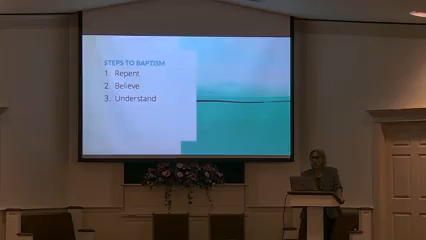 STEPS TO BAPTISM
1. Repent
2. Believe
3. Understand